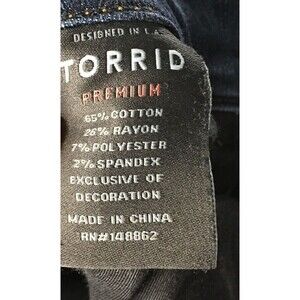 DESIGNED IN L.A.
TORRID
PREMIUM
65% COTTON
26% RAYON
7% POLYESTER
2% SPANDEX
EXCLUSIVE OF
DECORATION
MADE IN CHINA
RN#148862